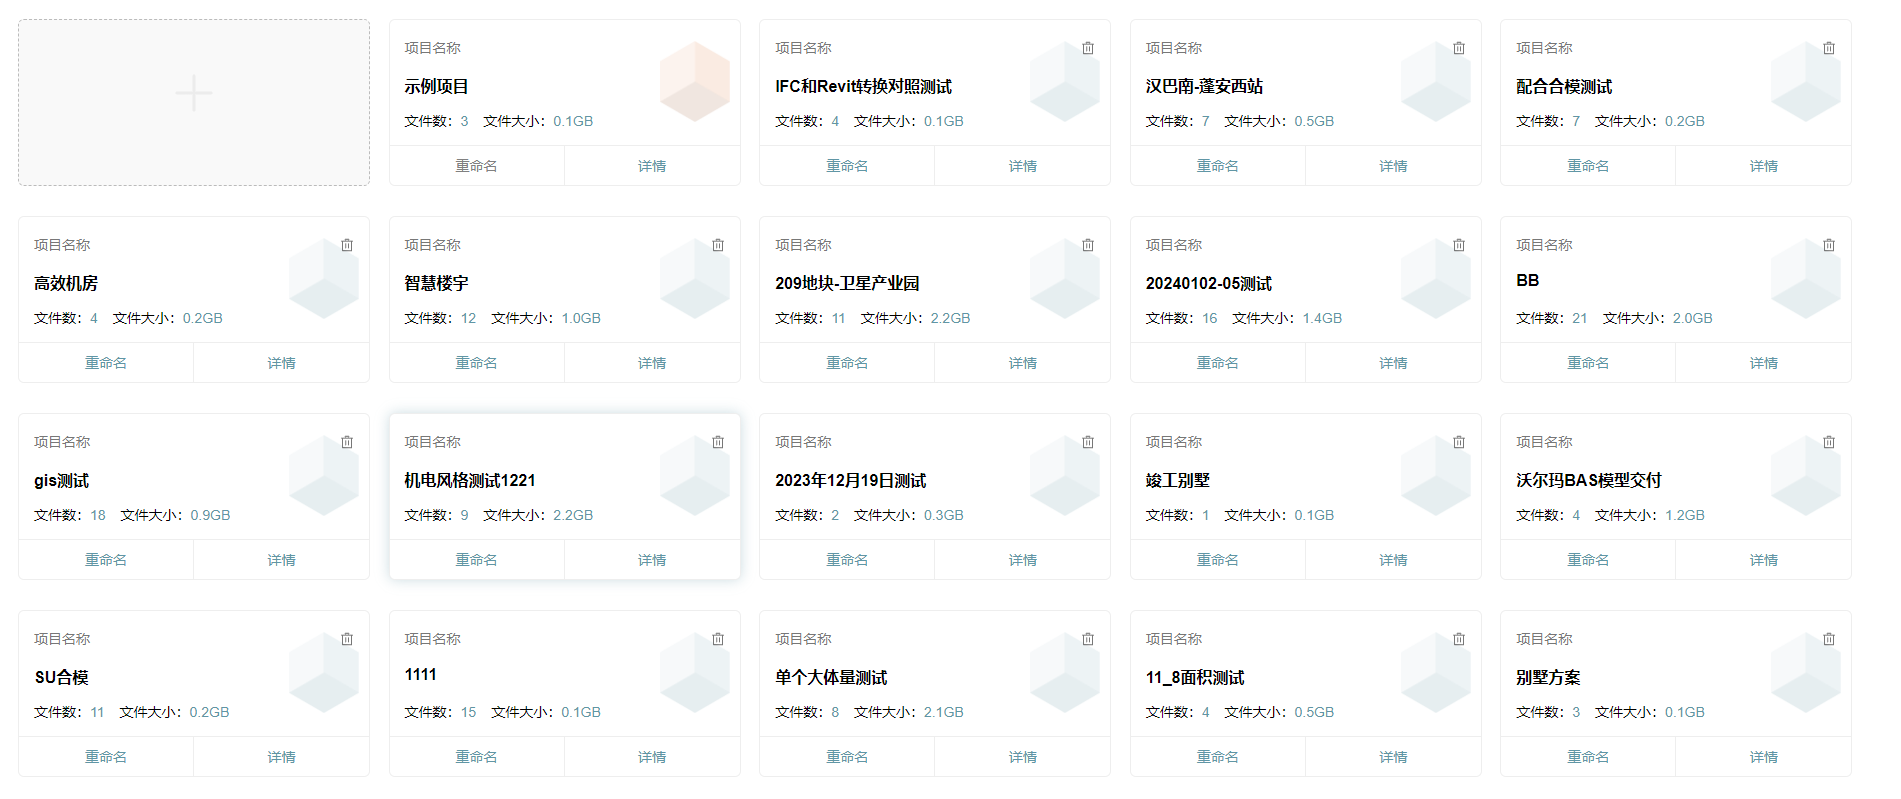 项目名称
示例项目
文件数：3 文件大小：0.1GB
重命名 详情
项目名称
IFC和Revit转换对照测试
文件数：4 文件大小：0.1GB
重命名 详情
项目名称
汉巴南-蓬安西站
文件数：7 文件大小：0.5GB
重命名 详情
项目名称
配合合模测试
文件数：7 文件大小：0.2GB
重命名 详情
项目名称
高效机房
文件数：4 文件大小：0.2GB
重命名 详情
项目名称
智慧楼宇
文件数：12 文件大小：1.0GB
重命名 详情
项目名称
209地块-卫星产业园
文件数：11 文件大小：2.2GB
重命名 详情
项目名称
20240102-05测试
文件数：16 文件大小：1.4GB
重命名 详情
项目名称
BB
文件数：21 文件大小：2.0GB
重命名 详情
项目名称
gis测试
文件数：18 文件大小：0.9GB
重命名 详情
项目名称
机电风格测试1221
文件数：9 文件大小：2.2GB
重命名 详情
项目名称
2023年12月19日测试
文件数：2 文件大小：0.3GB
重命名 详情
项目名称
竣工别墅
文件数：1 文件大小：0.1GB
重命名 详情
项目名称
沃尔玛BAS模型交付
文件数：4 文件大小：1.2GB
重命名 详情
项目名称
SU合模
文件数：11 文件大小：0.2GB
重命名 详情
项目名称
1111
文件数：15 文件大小：0.1GB
重命名 详情
项目名称
单个大体量测试
文件数：8 文件大小：2.1GB
重命名 详情
项目名称
11_8面积测试
文件数：4 文件大小：0.5GB
重命名 详情
项目名称
别墅方案
文件数：3 文件大小：0.1GB
重命名 详情